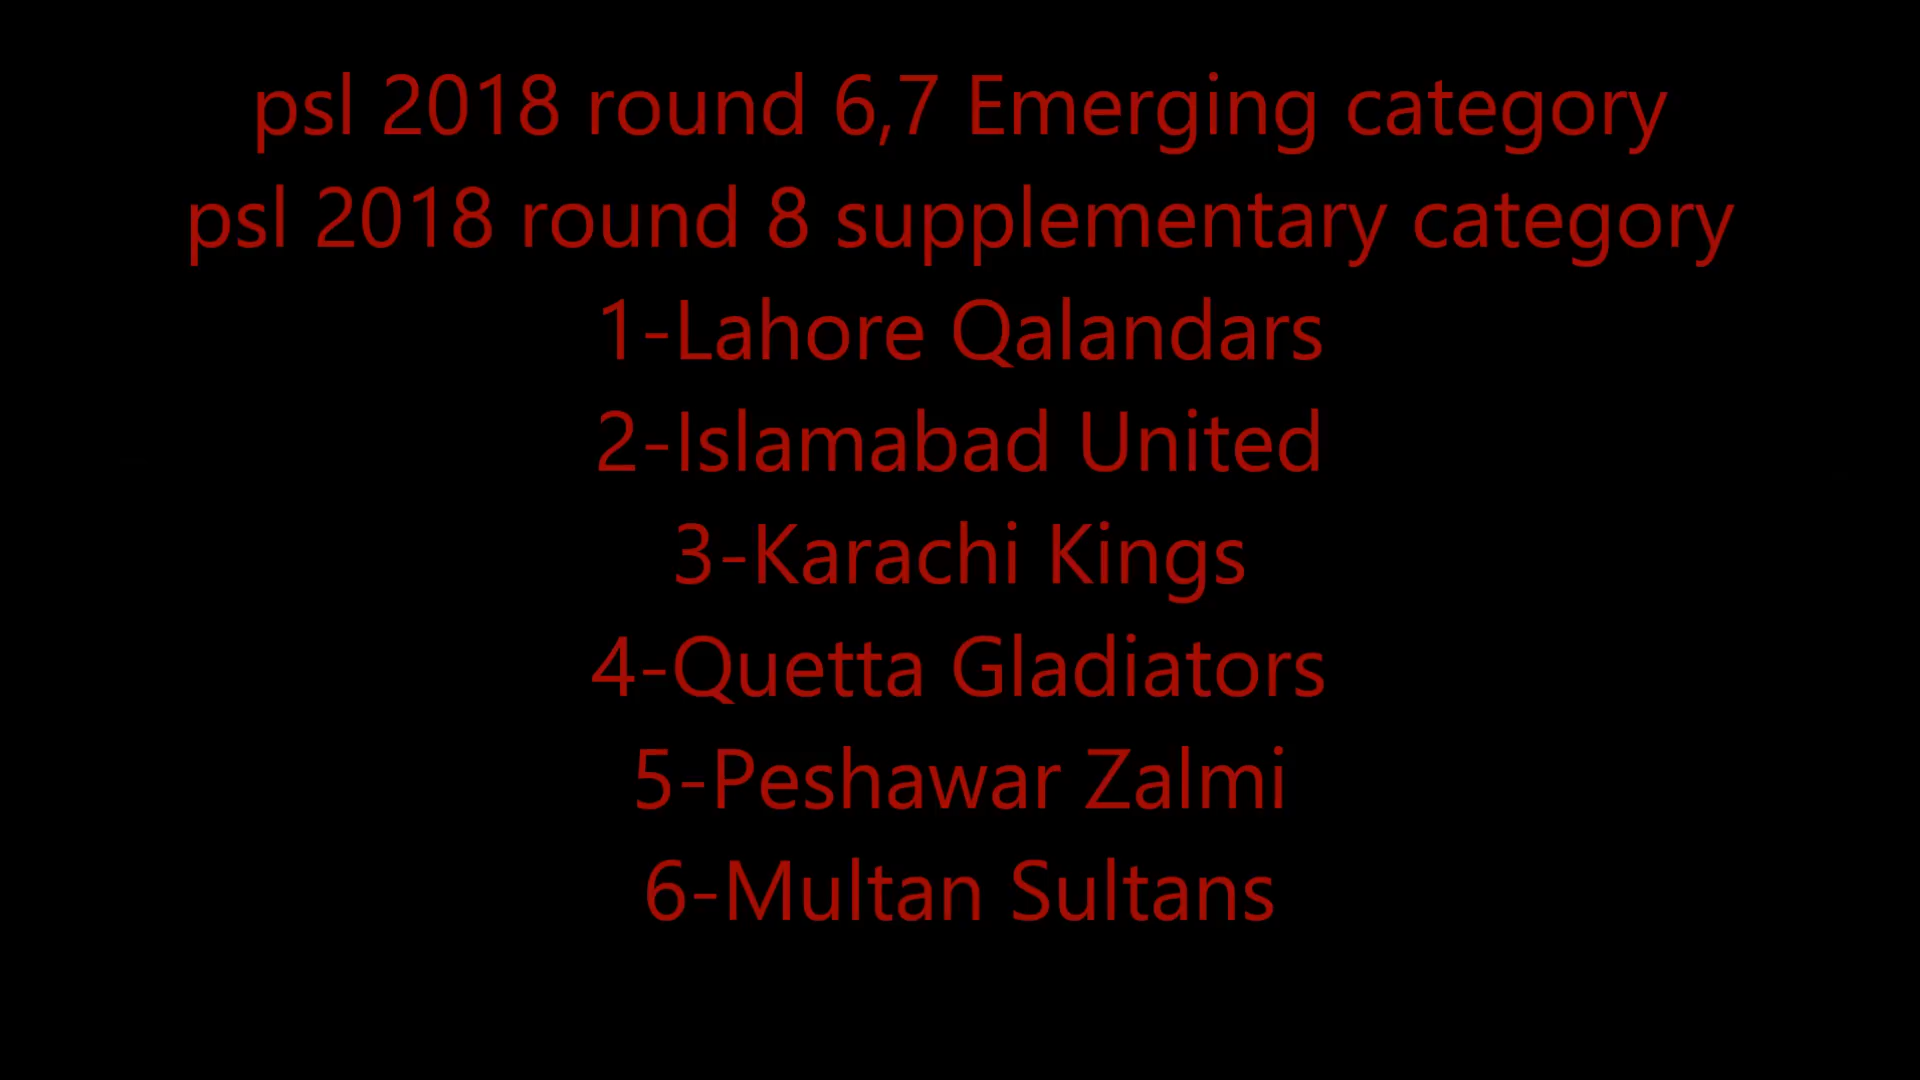 psl 2018 round 6,7 Emerging category
psl 2018 round 8 supplementary category
1-Lahore Qalandars
2-Islamabad United
3-Karachi Kings
4-Quetta Gladiators
5-Peshawar Zalmi
6-Multan Sultans